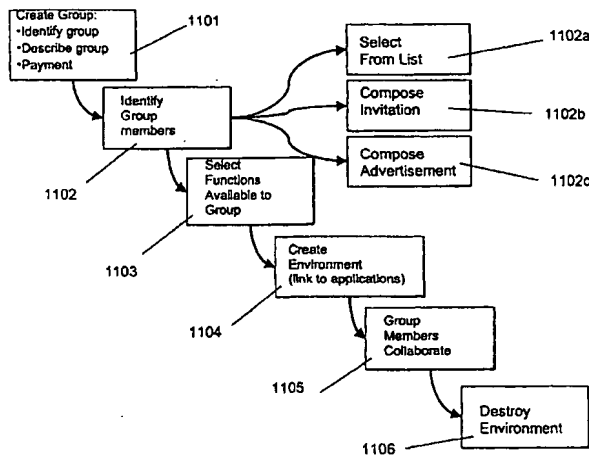 Create Group:
•Identify group
•Describe group
•Payment
1101
Identify
Group
members
1102
Select
From List
1102a
Compose
Invitation
1102b
Compose
Advertisement
1102c
Select
Functions
Available to
Group
1103
Create
Environment
(link to applications)
1104
Group
Members
Collaborate
1105
Destroy
Environment
1106